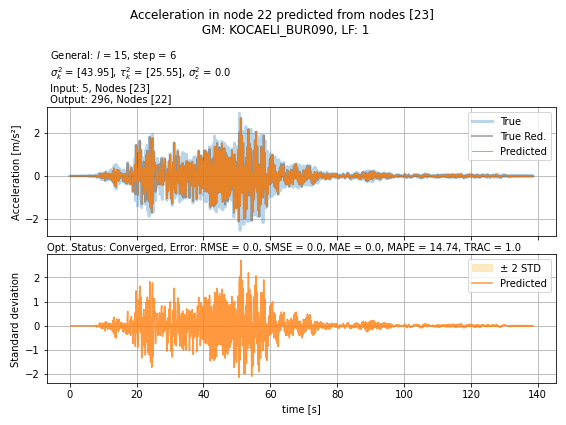 Acceleration in node 22 predicted from nodes [23]
GM: KOCAELI_BUR090, LF: 1
General: l = 15, step = 6
σ²ₖ = [43.95], τ²ₖ = [25.55], σ²ε = 0.0
Input: 5, Nodes [23]
Output: 296, Nodes [22]
Acceleration [m/s²]
2
0
−2
True
True Red.
Predicted
Opt. Status: Converged, Error: RMSE = 0.0, SMSE = 0.0, MAE = 0.0, MAPE = 14.74, TRAC = 1.0
Standard deviation
2
1
0
−1
−2
± 2 STD
Predicted
0 20 40 60 80 100 120 140
time [s]